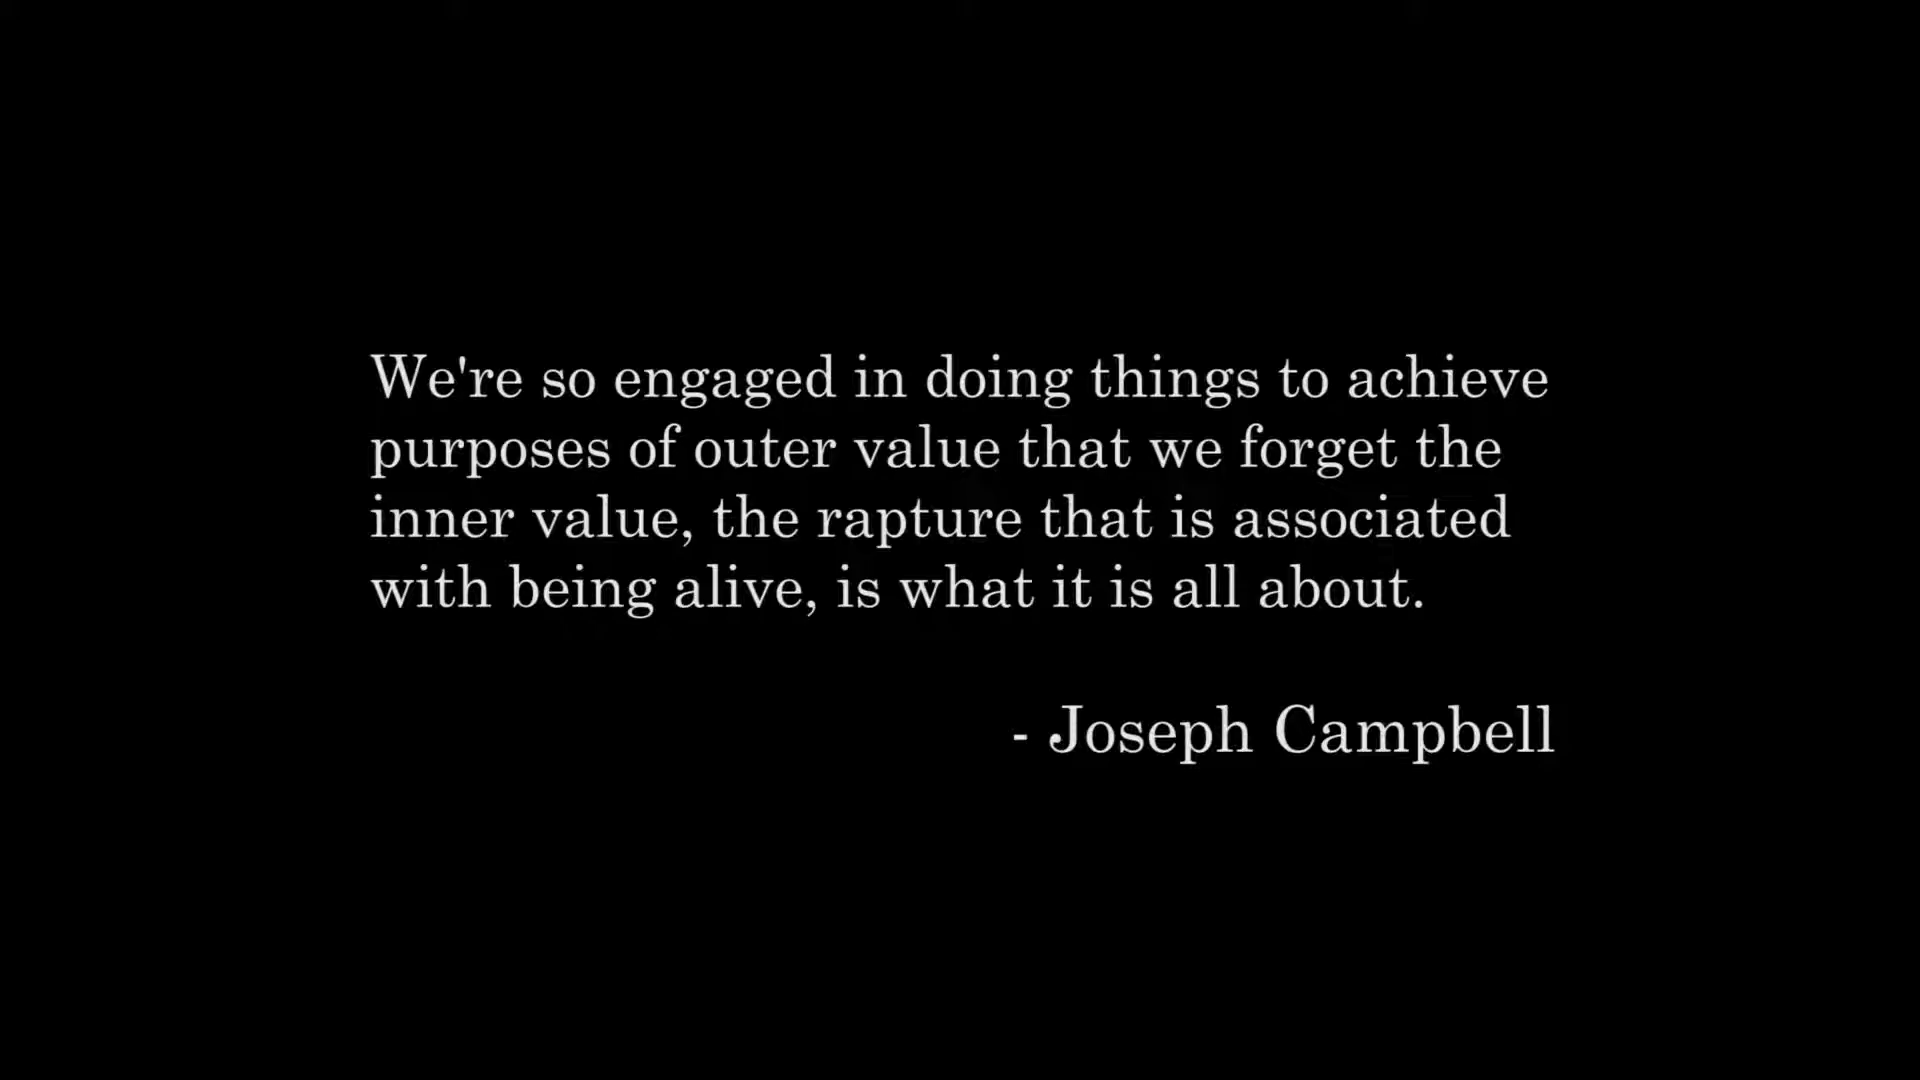 We're so engaged in doing things to achieve
purposes of outer value that we forget the
inner value, the rapture that is associated
with being alive, is what it is all about.
- Joseph Campbell